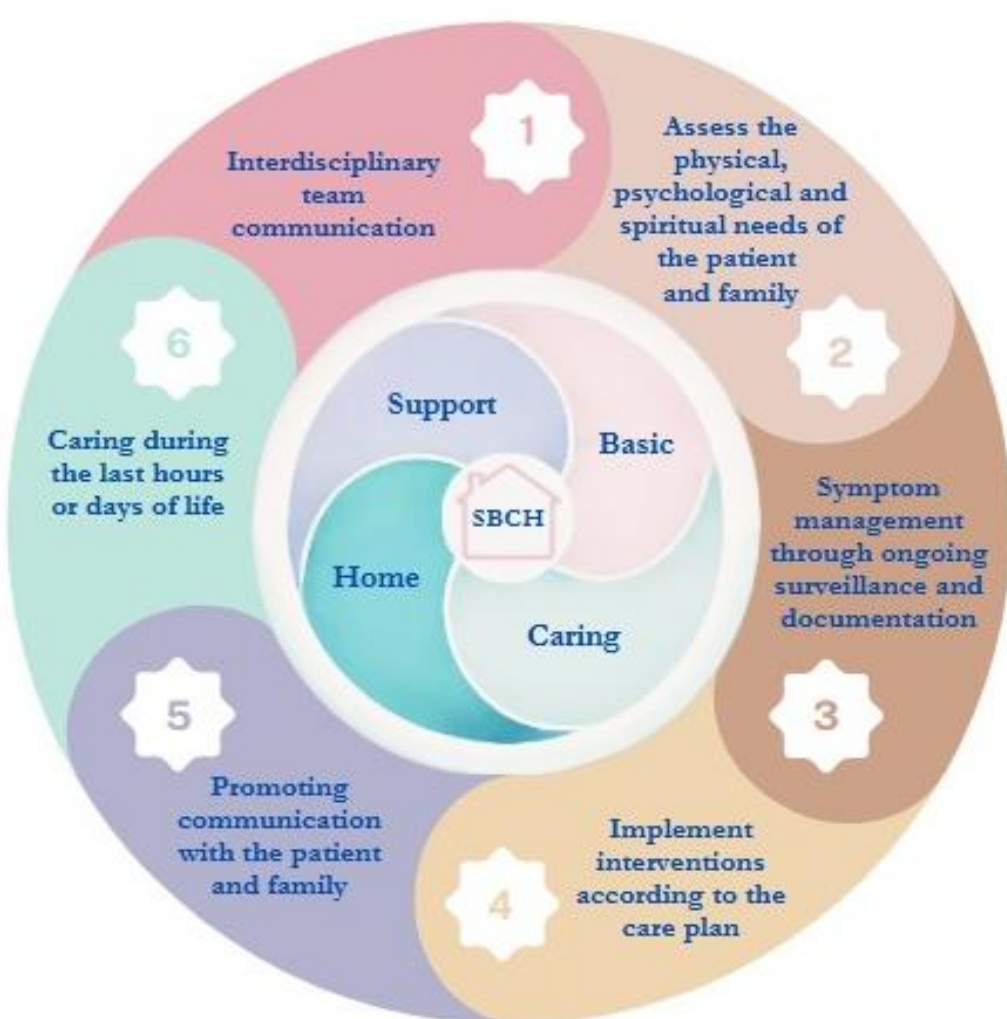 1
Interdisciplinary
team
communication
Assess the
physical,
psychological and
spiritual needs of
the patient
and family
2
Symptom
management
through ongoing
surveillance and
documentation
3
Implement
interventions
according to the
care plan
4
5
Promoting
communication
with the patient
and family
6
Caring during
the last hours
or days of life
Support
Basic
SBCH
Home
Caring